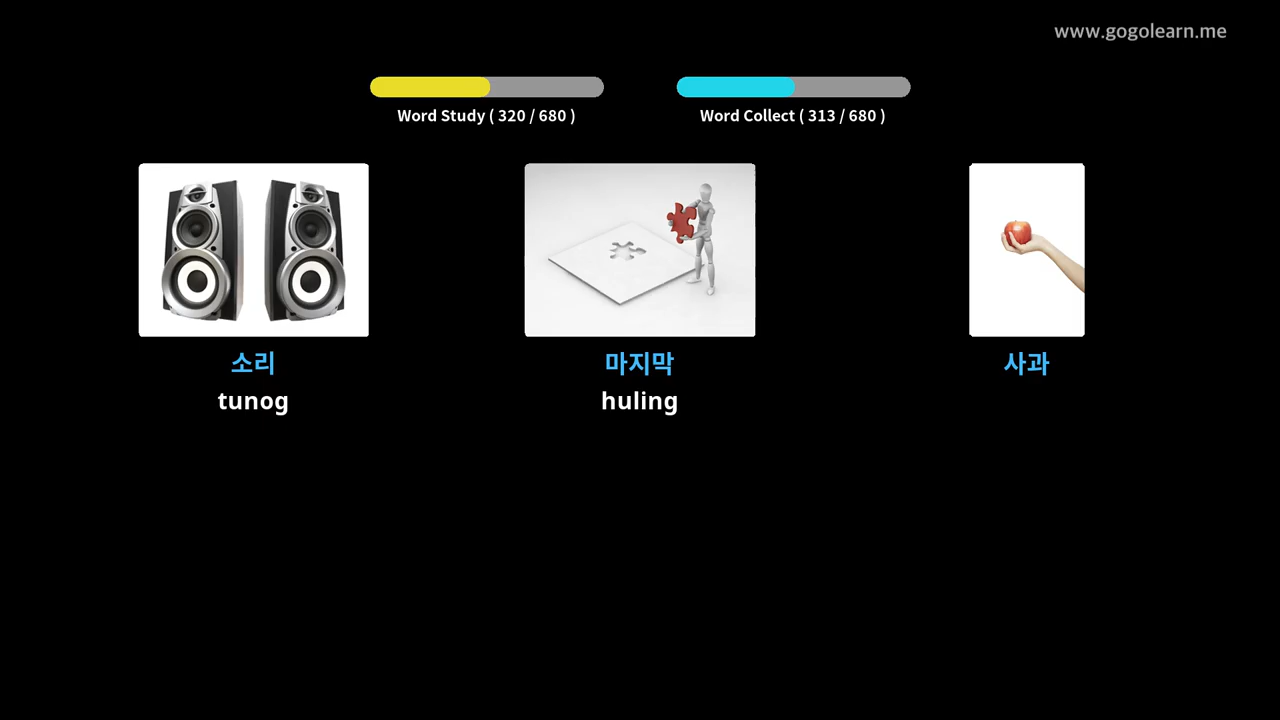 www.gogolearn.me
Word Study ( 320 / 680 )
Word Collect ( 313 / 680 )
소리
tunog
마지막
huling
사과